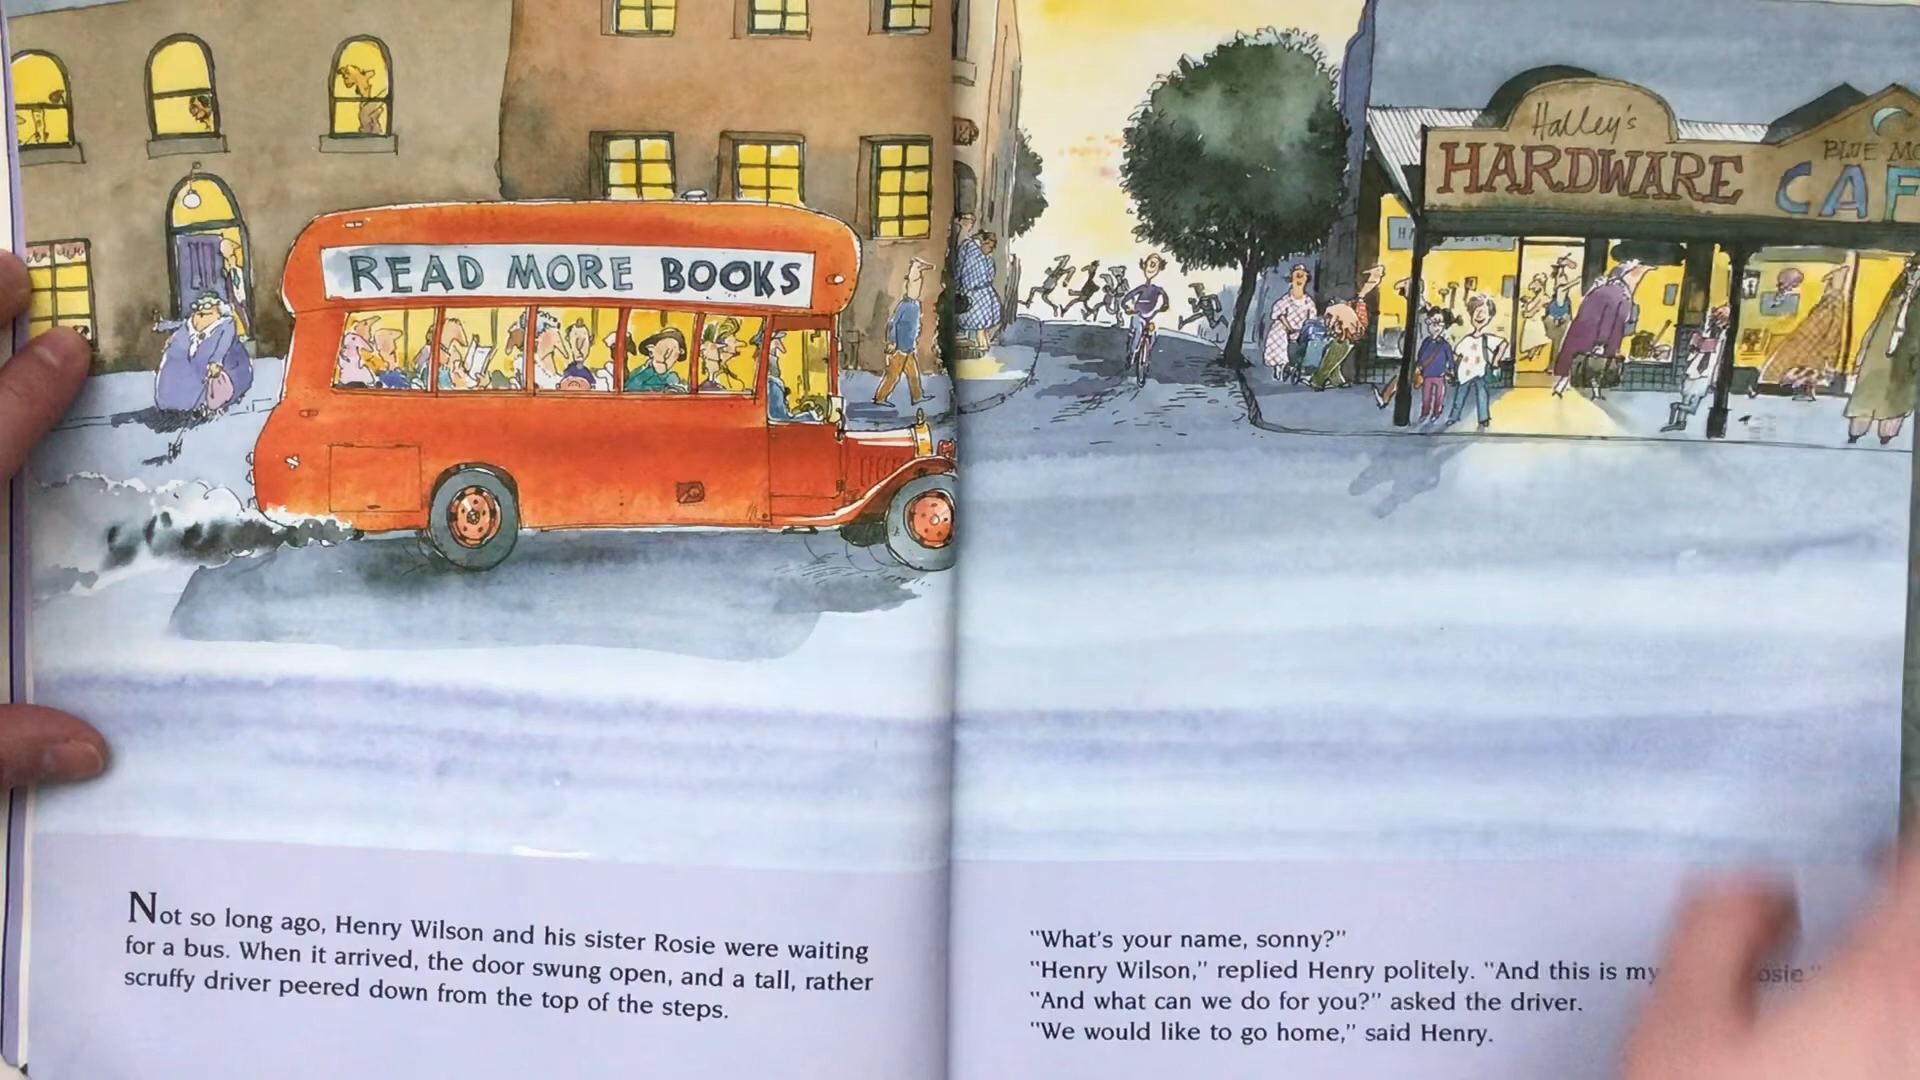 READ MORE BOOKS
Halley's
HARDWARE
BLUE MO
CAF
Not so long ago, Henry Wilson and his sister Rosie were waiting
for a bus. When it arrived, the door swung open, and a tall, rather
scruffy driver peered down from the top of the steps.
"What's your name, sonny?"
"Henry Wilson," replied Henry politely. "And this is my osie."
"And what can we do for you?" asked the driver.
"We would like to go home," said Henry.